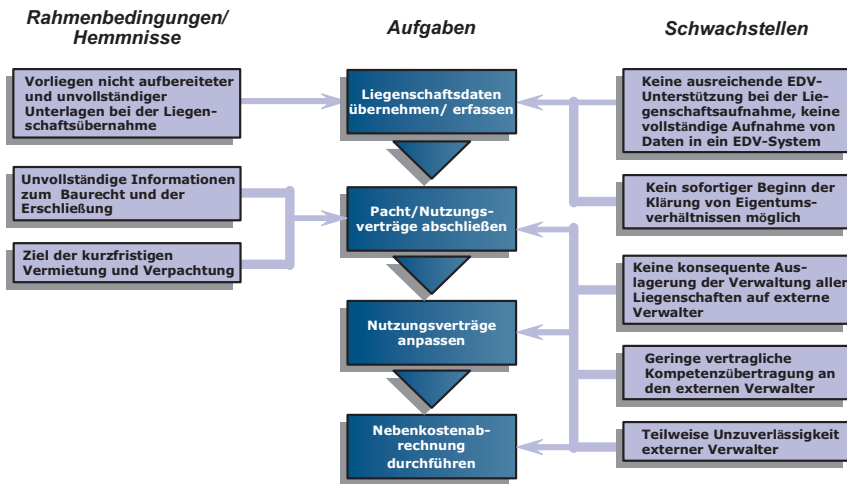 Rahmenbedingungen/
Hemmnisse
Aufgaben
Schwachstellen
Vorliegen nicht aufbereiteter
und unvollständiger
Unterlagen bei der Liegen-
schaftsübernahme
Unvollständige Informationen
zum Baurecht und der
Erschließung
Ziel der kurzfristigen
Vermietung und Verpachtung
Liegenschaftsdaten
übernehmen/ erfassen
Pacht/Nutzungs-
verträge abschließen
Nutzungsverträge
anpassen
Nebenkostenab-
rechnung
durchführen
Keine ausreichende EDV-
Unterstützung bei der Lie-
genschaftsaufnahme, keine
vollständige Aufnahme von
Daten in ein EDV-System
Kein sofortiger Beginn der
Klärung von Eigentums-
verhältnissen möglich
Keine konsequente Aus-
lagerung der Verwaltung aller
Liegenschaften auf externe
Verwalter
Geringe vertragliche
Kompetenzübertragung an
den externen Verwalter
Teilweise Unzuverlässigkeit
externer Verwalter